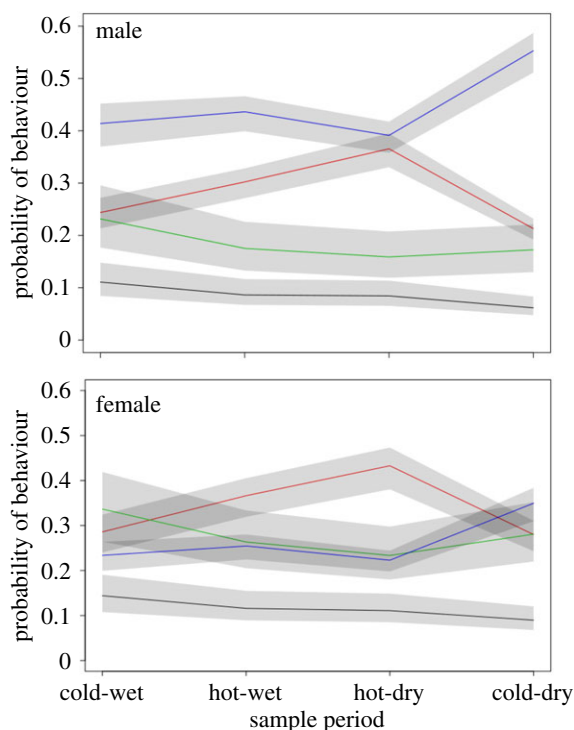 male
probability of behaviour
0.6
0.5
0.4
0.3
0.2
0.1
0
female
probability of behaviour
0.6
0.5
0.4
0.3
0.2
0.1
0
cold-wet hot-wet hot-dry cold-dry
sample period